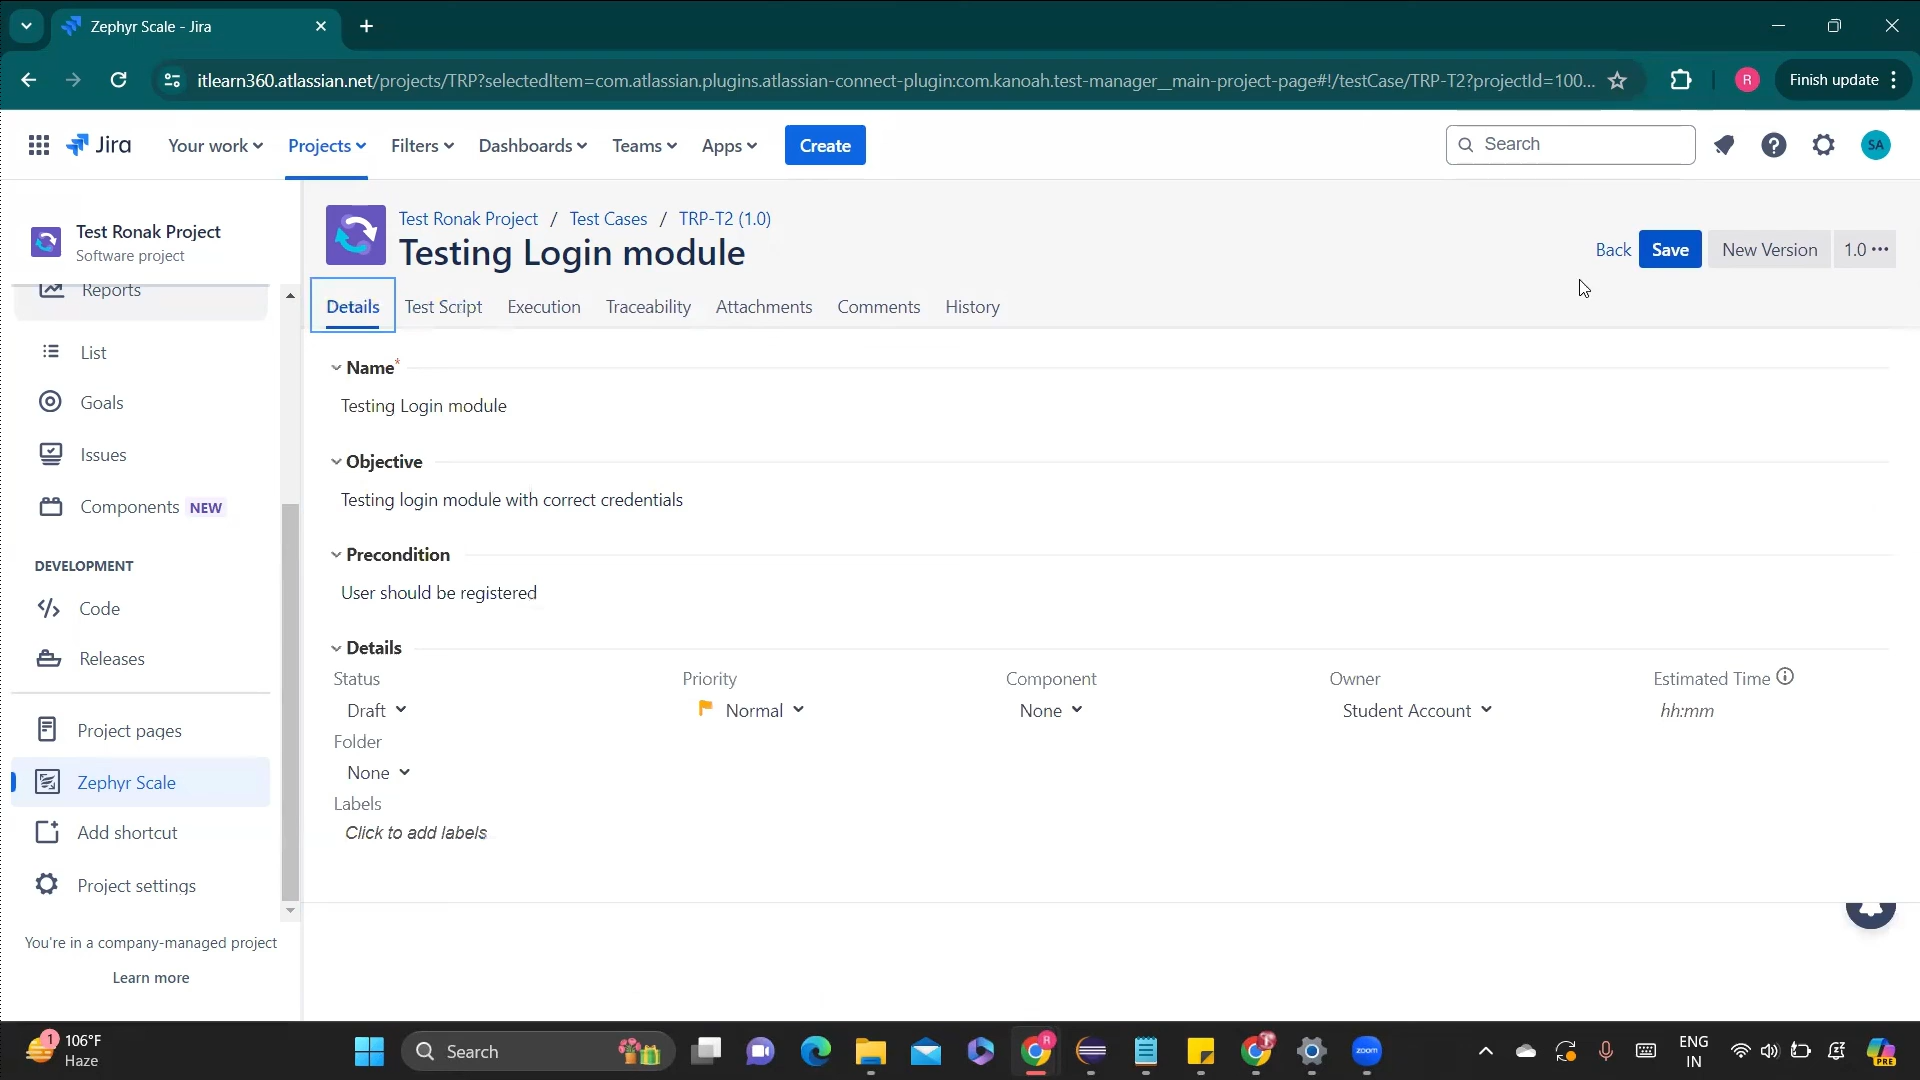 Zephyr Scale - Jira
itlearn360.atlassian.net/projects/TRP?selectedItem=com.atlassian.plugins.atlassian-connect-plugin:com.kanoah.test-manager__main-project-page#!/testCase/TRP-T2?projectId=100...
R
Finish update
Jira
Your work
Projects
Filters
Dashboards
Teams
Apps
Create
Search
SA
Test Ronak Project
Software project
Reports
List
Goals
Issues
Components NEW
DEVELOPMENT
Code
Releases
Project pages
Zephyr Scale
Add shortcut
Project settings
You're in a company-managed project
Learn more
Test Ronak Project / Test Cases / TRP-T2 (1.0)
Testing Login module
Back
Save
New Version
1.0 ...
Details
Test Script
Execution
Traceability
Attachments
Comments
History
Name*
Testing Login module
Objective
Testing login module with correct credentials
Precondition
User should be registered
Details
Status
Priority
Component
Owner
Estimated Time
Draft
Normal
None
Student Account
hh:mm
Folder
None
Labels
Click to add labels
1
106°F
Haze
Search
R
zoom
ENG
IN
PRE